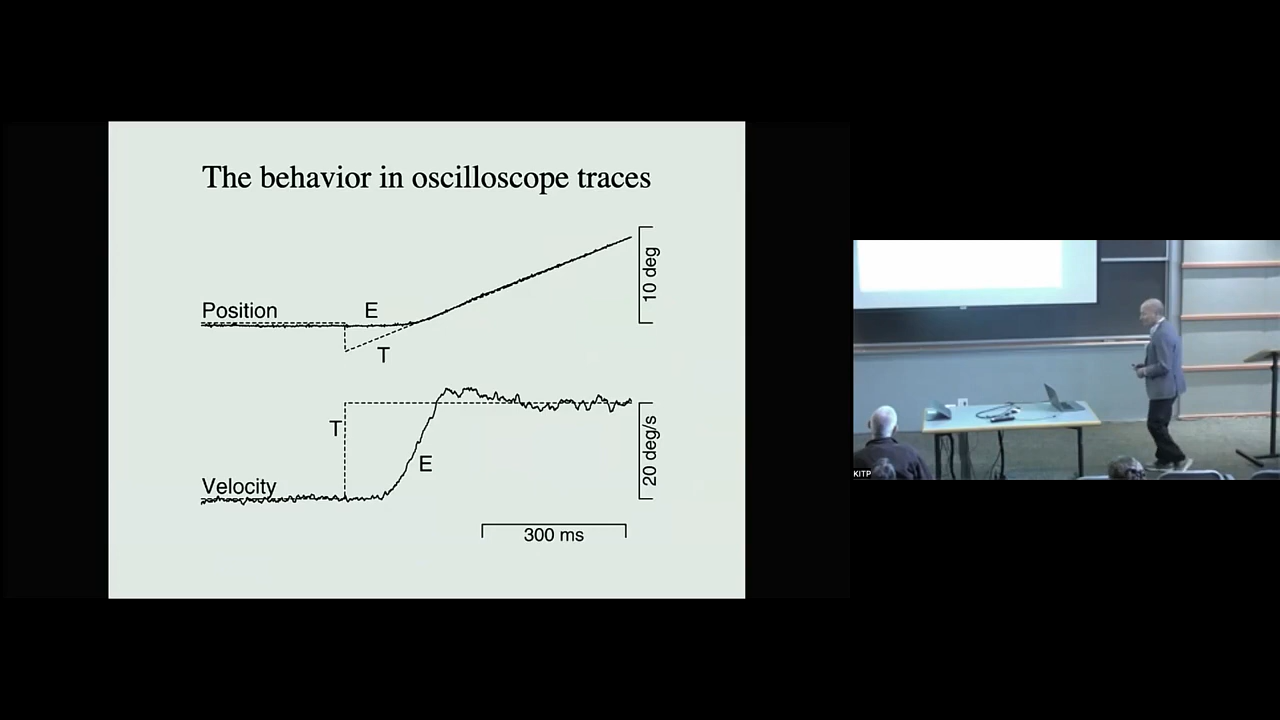 The behavior in oscilloscope traces
Position
E
T
10 deg
T
E
Velocity
20 deg/s
300 ms
KITP